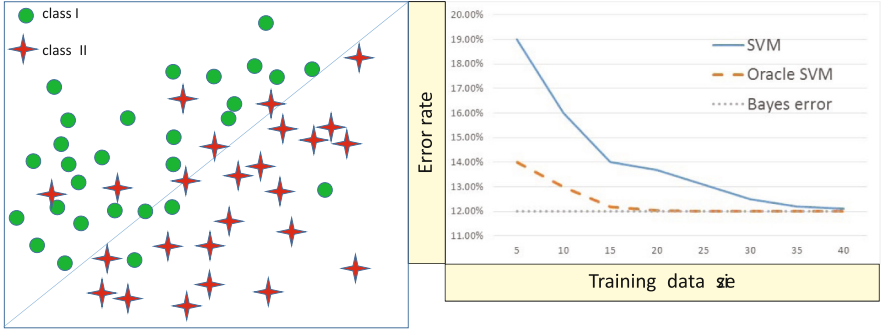 class I
class II
Error rate
20.00%
19.00%
18.00%
17.00%
16.00%
15.00%
14.00%
13.00%
12.00%
11.00%
SVM
Oracle SVM
Bayes error
5 10 15 20 25 30 35 40
Training data